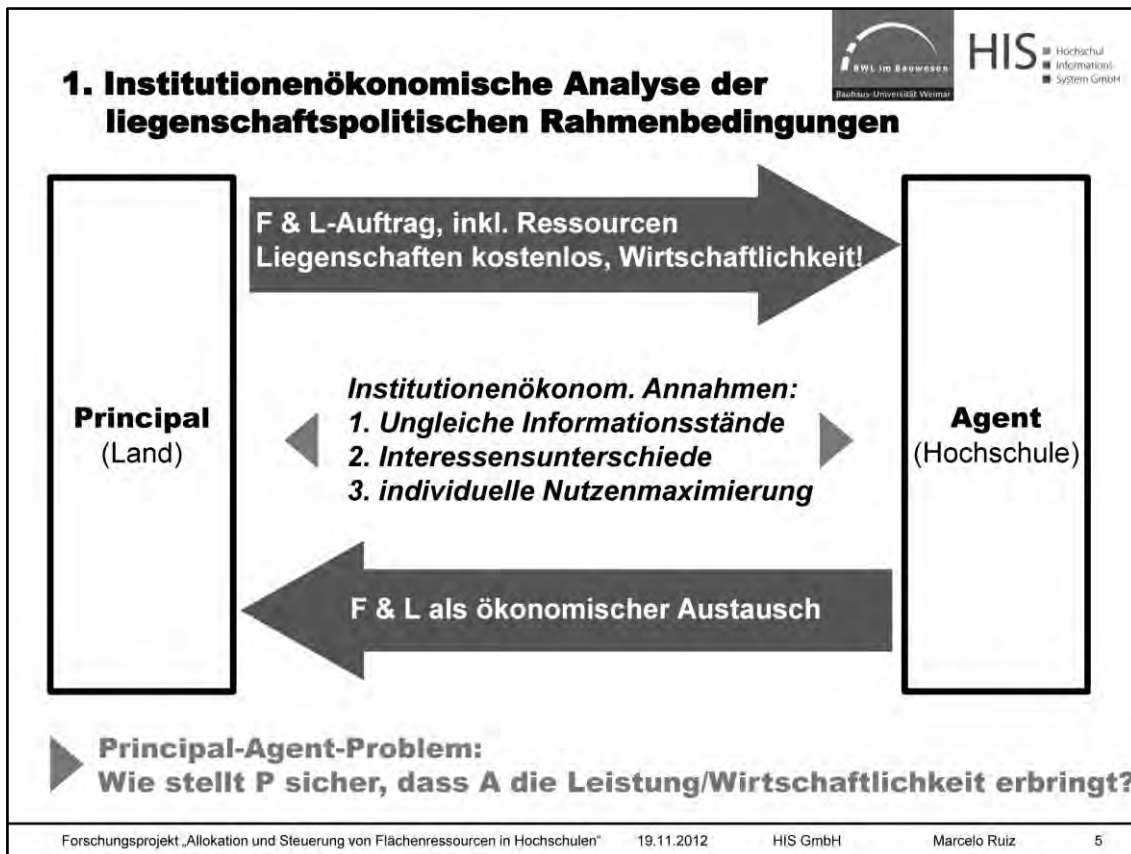 1. Institutionenökonomische Analyse der
liegenschaftspolitischen Rahmenbedingungen
BWL im Bauwesen
Bauhaus-Universität Weimar
HIS
Hochschul
Informations
System GmbH
F & L-Auftrag, inkl. Ressourcen
Liegenschaften kostenlos, Wirtschaftlichkeit!
Principal
(Land)
Institutionenökonom. Annahmen:
1. Ungleiche Informationsstände
2. Interessensunterschiede
3. individuelle Nutzenmaximierung
Agent
(Hochschule)
F & L als ökonomischer Austausch
Principal-Agent-Problem:
Wie stellt P sicher, dass A die Leistung/Wirtschaftlichkeit erbringt?
Forschungsprojekt „Allokation und Steuerung von Flächenressourcen in Hochschulen" 19.11.2012 HIS GmbH Marcelo Ruiz 5